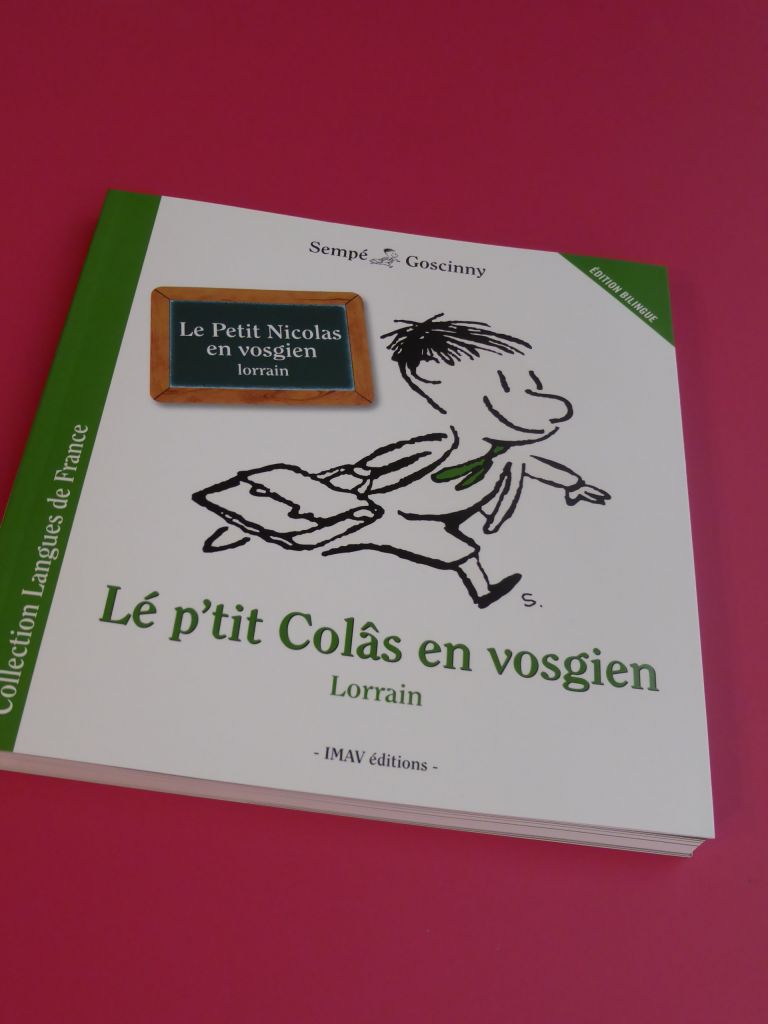 Sempé Goscinny
ÉDITION BILINGUE
Le Petit Nicolas
en vosgien
lorrain
Collection Langues de France
S.
Lé p'tit Colâs en vosgien
Lorrain
- IMAV éditions -